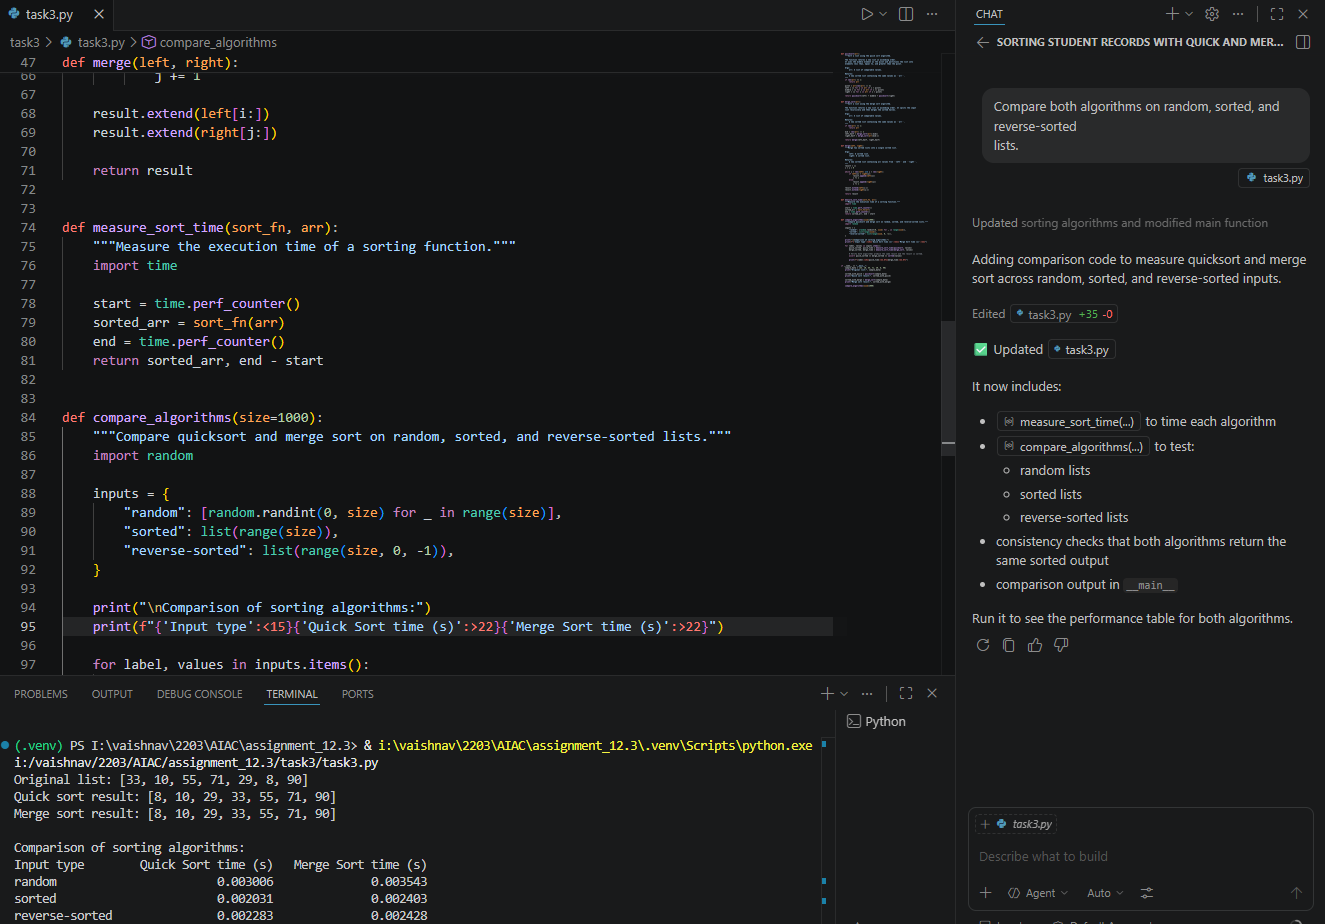 task3.py
task3 > task3.py > compare_algorithms
47 def merge(left, right):
66 j += 1
67
68 result.extend(left[i:])
69 result.extend(right[j:])
70
71 return result
72
73
74 def measure_sort_time(sort_fn, arr):
75 """Measure the execution time of a sorting function."""
76 import time
77
78 start = time.perf_counter()
79 sorted_arr = sort_fn(arr)
80 end = time.perf_counter()
81 return sorted_arr, end - start
82
83
84 def compare_algorithms(size=1000):
85 """Compare quicksort and merge sort on random, sorted, and reverse-sorted lists."""
86 import random
87
88 inputs = {
89 "random": [random.randint(0, size) for _ in range(size)],
90 "sorted": list(range(size)),
91 "reverse-sorted": list(range(size, 0, -1)),
92 }
93
94 print("\nComparison of sorting algorithms:")
95 print(f"{'Input type':<15}{'Quick Sort time (s)':>22}{'Merge Sort time (s)':>22}")
96
97 for label, values in inputs.items():
PROBLEMS OUTPUT DEBUG CONSOLE TERMINAL PORTS
Python
(.venv) PS I:\vaishnav\2203\AIAC\assignment_12.3> & i:\vaishnav\2203\AIAC\assignment_12.3\.venv\Scripts\python.exe
i:/vaishnav/2203/AIAC/assignment_12.3/task3/task3.py
Original list: [33, 10, 55, 71, 29, 8, 90]
Quick sort result: [8, 10, 29, 33, 55, 71, 90]
Merge sort result: [8, 10, 29, 33, 55, 71, 90]
Comparison of sorting algorithms:
Input type Quick Sort time (s) Merge Sort time (s)
random 0.003006 0.003543
sorted 0.002031 0.002403
reverse-sorted 0.002283 0.002428
CHAT
SORTING STUDENT RECORDS WITH QUICK AND MER...
Compare both algorithms on random, sorted, and
reverse-sorted
lists.
task3.py
Updated sorting algorithms and modified main function
Adding comparison code to measure quicksort and merge
sort across random, sorted, and reverse-sorted inputs.
Edited task3.py +35 -0
Updated task3.py
It now includes:
measure_sort_time(...) to time each algorithm
compare_algorithms(...) to test:
random lists
sorted lists
reverse-sorted lists
consistency checks that both algorithms return the
same sorted output
comparison output in __main__
Run it to see the performance table for both algorithms.
task3.py
Describe what to build
Agent Auto